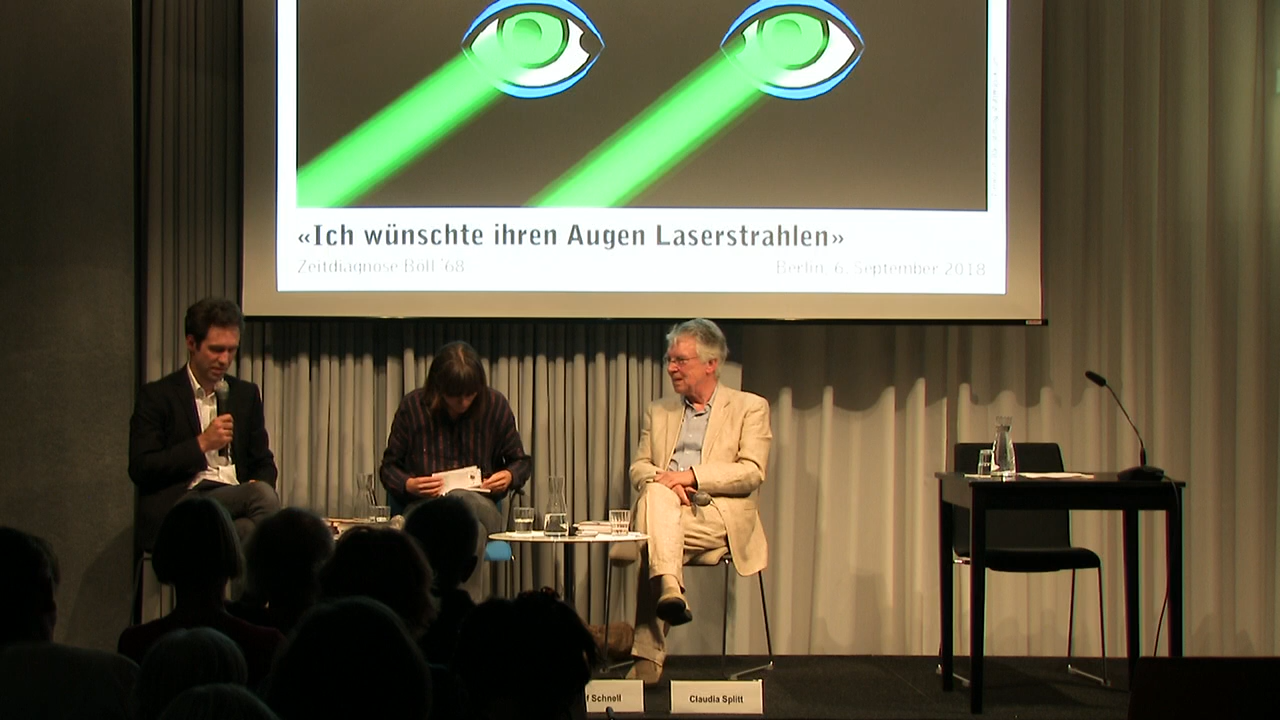 «Ich wünschte ihren Augen Laserstrahlen»
Zeitdiagnose Böll '68
Berlin, 6. September 2018
f Schnell
Claudia Splitt